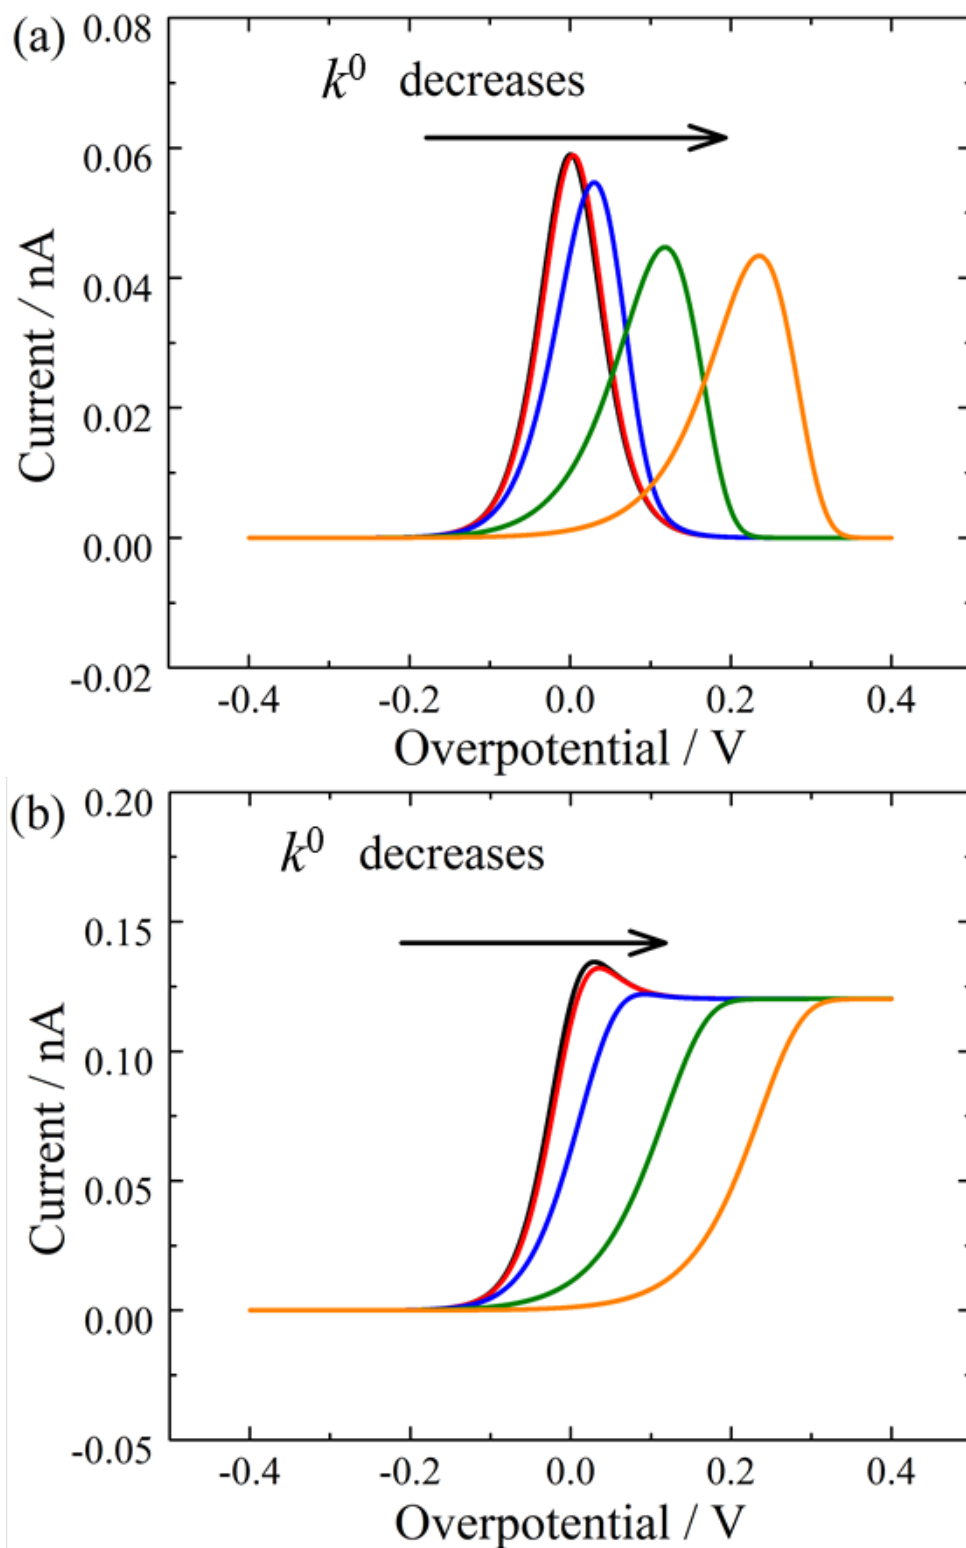 (a)
k⁰ decreases
0.08
0.06
0.04
0.02
0.00
-0.02
Current / nA
-0.4 -0.2 0.0 0.2 0.4
Overpotential / V
(b)
k⁰ decreases
0.20
0.15
0.10
0.05
0.00
-0.05
Current / nA
-0.4 -0.2 0.0 0.2 0.4
Overpotential / V